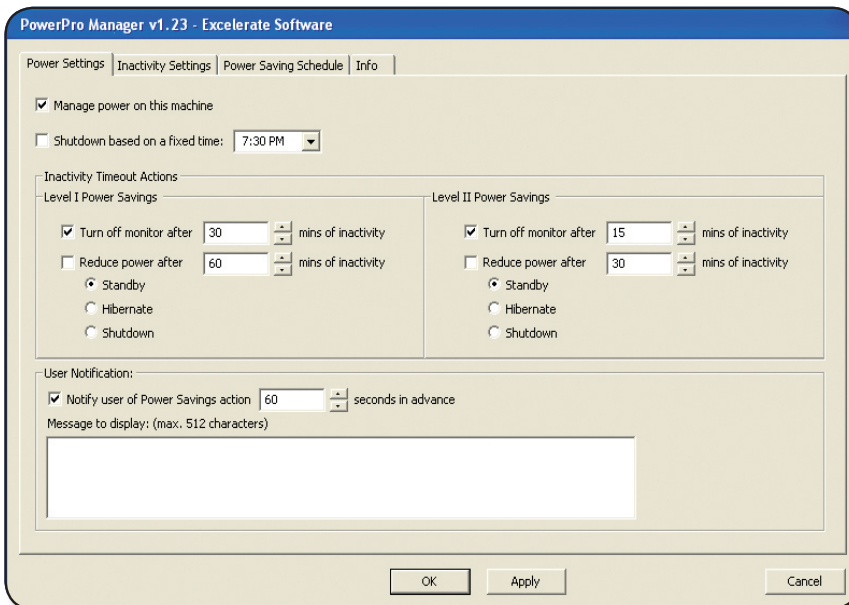 PowerPro Manager v1.23 - Excelerate Software
Power Settings Inactivity Settings Power Saving Schedule Info
Manage power on this machine
Shutdown based on a fixed time: 7:30 PM
Inactivity Timeout Actions
Level I Power Savings
Turn off monitor after 30 mins of inactivity
Reduce power after 60 mins of inactivity
Standby
Hibernate
Shutdown
Level II Power Savings
Turn off monitor after 15 mins of inactivity
Reduce power after 30 mins of inactivity
Standby
Hibernate
Shutdown
User Notification:
Notify user of Power Savings action 60 seconds in advance
Message to display: (max. 512 characters)
OK Apply Cancel